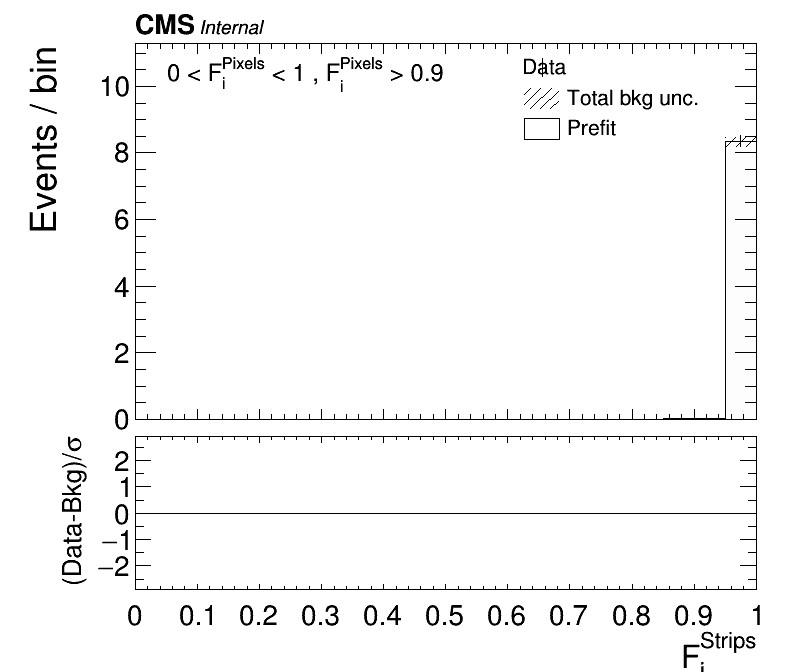 CMS Internal
0 < F_i^Pixels < 1 , F_i^Pixels > 0.9
Data
Total bkg unc.
Prefit
Events / bin
10
8
6
4
2
0
(Data-Bkg)/σ
2
1
0
−1
−2
0 0.1 0.2 0.3 0.4 0.5 0.6 0.7 0.8 0.9 1
F_i^Strips